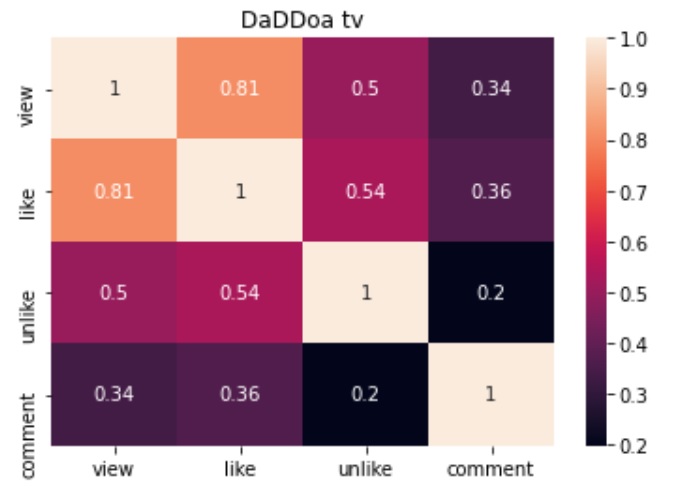 DaDDoa tv
view 1 0.81 0.5 0.34
like 0.81 1 0.54 0.36
unlike 0.5 0.54 1 0.2
comment 0.34 0.36 0.2 1
view like unlike comment
1.0
0.9
0.8
0.7
0.6
0.5
0.4
0.3
0.2